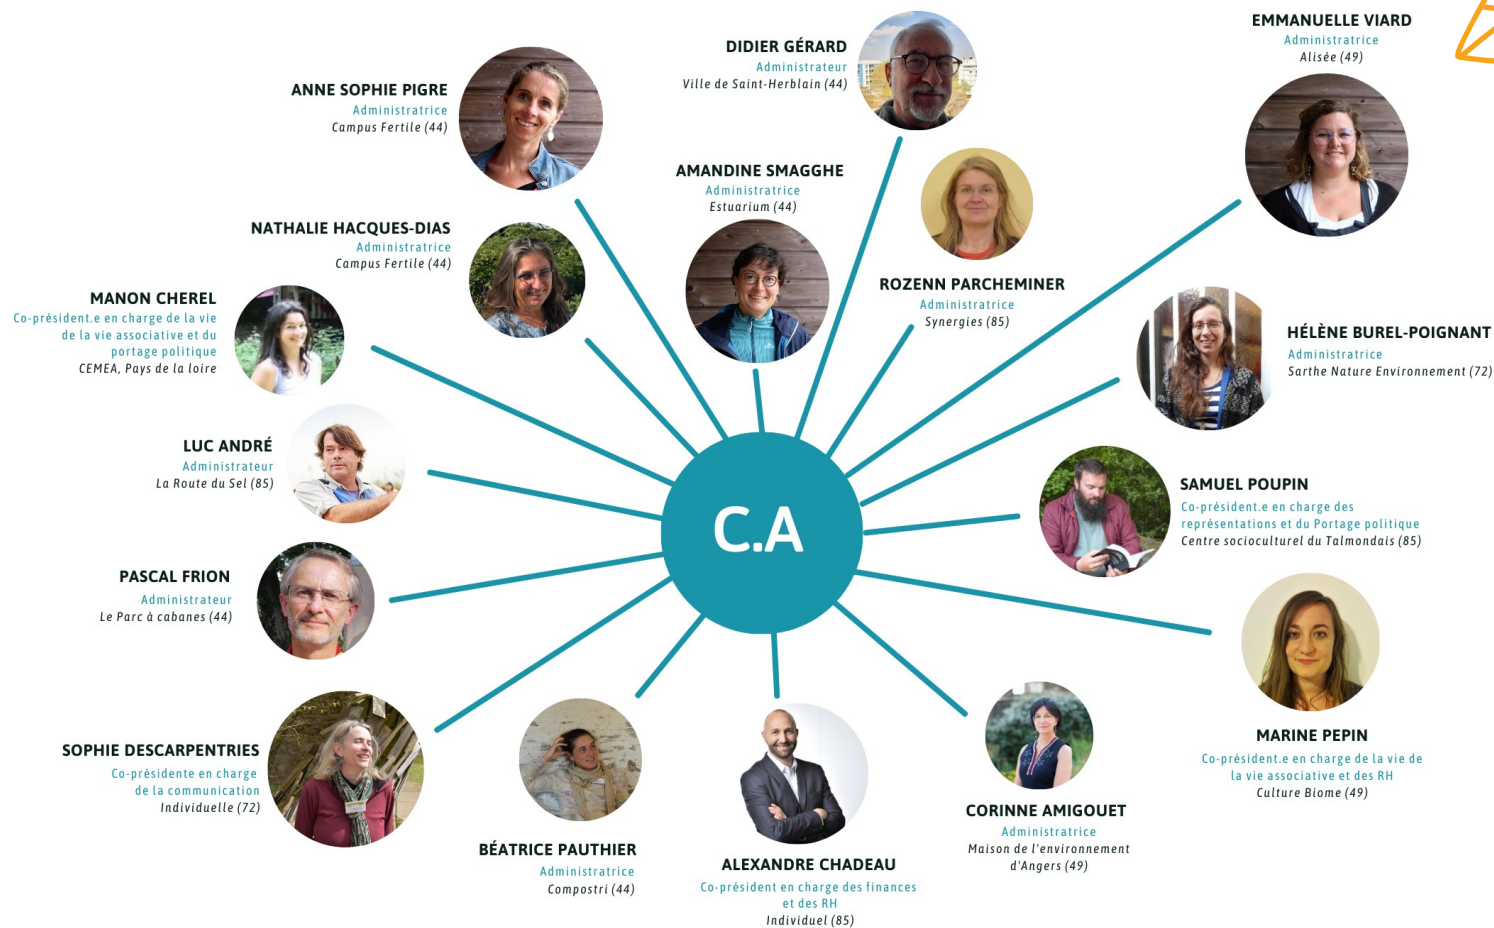 EMMANUELLE VIARD
Administratrice
Alisée (49)
DIDIER GÉRARD
Administrateur
Ville de Saint-Herblain (44)
ANNE SOPHIE PIGRE
Administratrice
Campus Fertile (44)
AMANDINE SMAGGHE
Administratrice
Estuarium (44)
NATHALIE HACQUES-DIAS
Administratrice
Campus Fertile (44)
ROZENN PARCHEMINER
Administratrice
Synergies (85)
MANON CHEREL
Co-président.e en charge de la vie
de la vie associative et du
portage politique
CEMEA, Pays de la loire
HÉLÈNE BUREL-POIGNANT
Administratrice
Sarthe Nature Environnement (72)
LUC ANDRÉ
Administrateur
La Route du Sel (85)
SAMUEL POUPIN
Co-président.e en charge des
représentations et du Portage politique
Centre socioculturel du Talmondais (85)
C.A
PASCAL FRION
Administrateur
Le Parc à cabanes (44)
MARINE PEPIN
Co-président.e en charge de la vie de
la vie associative et des RH
Culture Biome (49)
SOPHIE DESCARPENTRIES
Co-présidente en charge
de la communication
Individuelle (72)
CORINNE AMIGOUET
Administratrice
Maison de l'environnement
d'Angers (49)
BÉATRICE PAUTHIER
Administratrice
Compostri (44)
ALEXANDRE CHADEAU
Co-président en charge des finances
et des RH
Individuel (85)